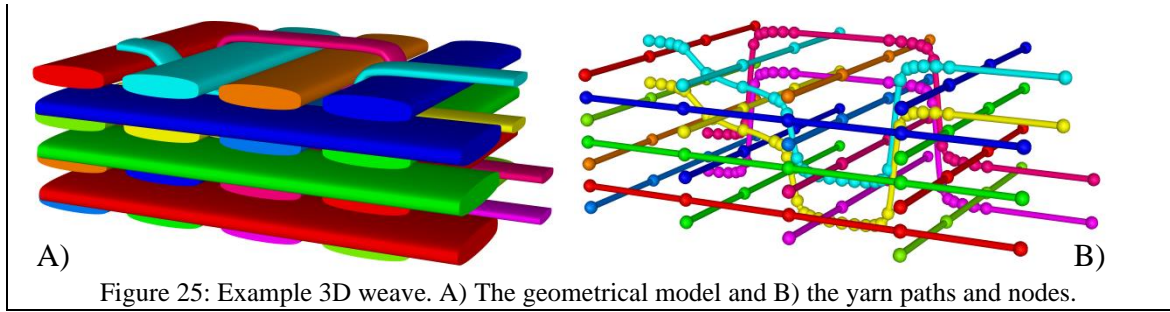 A)
B)
Figure 25: Example 3D weave. A) The geometrical model and B) the yarn paths and nodes.